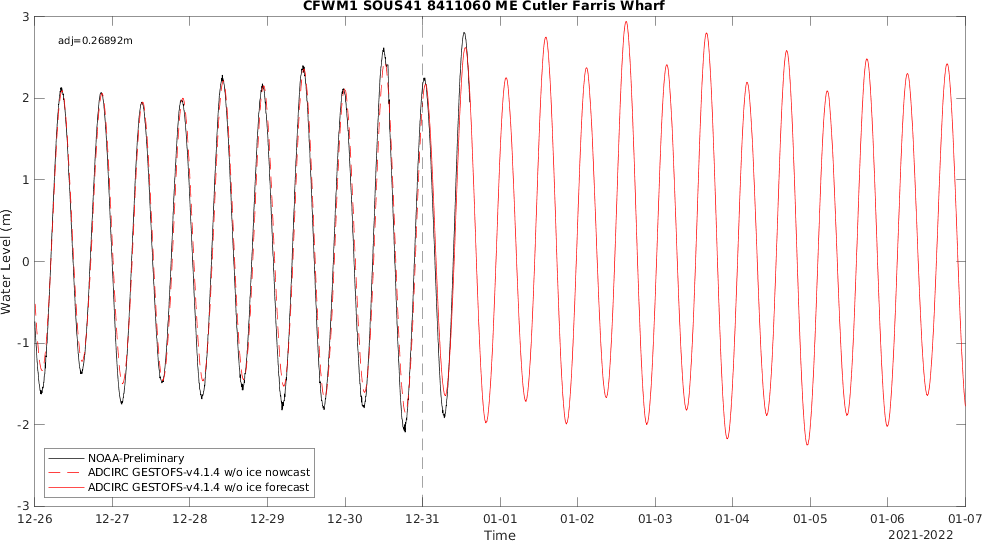 CFWM1 SOUS41 8411060 ME Cutler Farris Wharf
adj=0.26892m
3
2
1
0
-1
-2
-3
Water Level (m)
NOAA-Preliminary
ADCIRC GESTOFS-v4.1.4 w/o ice nowcast
ADCIRC GESTOFS-v4.1.4 w/o ice forecast
12-26 12-27 12-28 12-29 12-30 12-31 01-01 01-02 01-03 01-04 01-05 01-06 01-07
Time
2021-2022